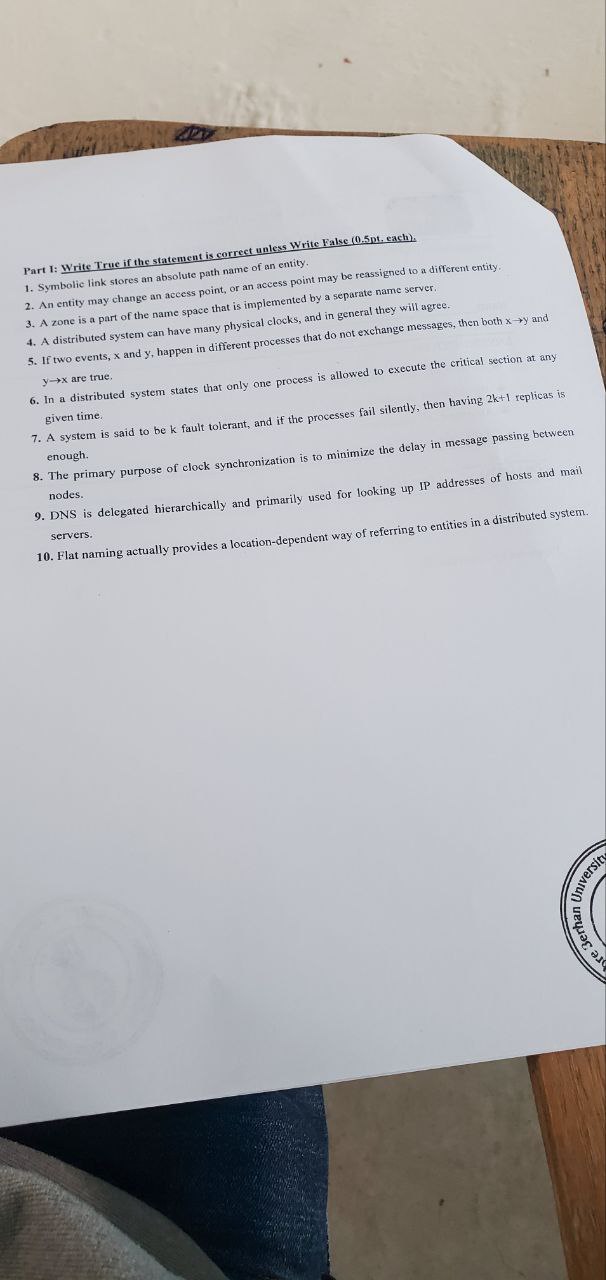 Part I: Write True if the statement is correct unless Write False (0.5pt. each).
1. Symbolic link stores an absolute path name of an entity.
2. An entity may change an access point, or an access point may be reassigned to a different entity.
3. A zone is a part of the name space that is implemented by a separate name server.
4. A distributed system can have many physical clocks, and in general they will agree.
5. If two events, x and y, happen in different processes that do not exchange messages, then both x→y and
y→x are true.
6. In a distributed system states that only one process is allowed to execute the critical section at any
given time.
7. A system is said to be k fault tolerant, and if the processes fail silently, then having 2k+1 replicas is
enough.
8. The primary purpose of clock synchronization is to minimize the delay in message passing between
nodes.
9. DNS is delegated hierarchically and primarily used for looking up IP addresses of hosts and mail
servers.
10. Flat naming actually provides a location-dependent way of referring to entities in a distributed system.
University